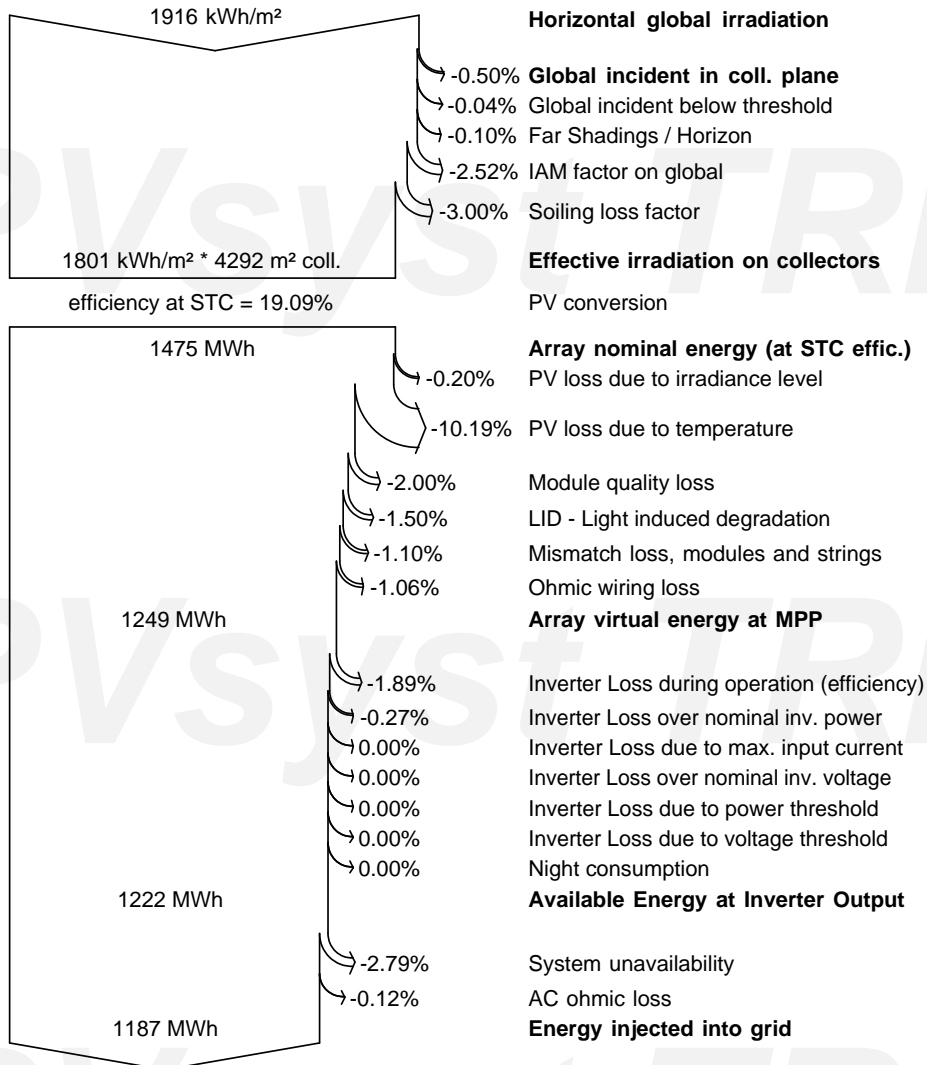 1916 kWh/m² Horizontal global irradiation
-0.50% Global incident in coll. plane
-0.04% Global incident below threshold
-0.10% Far Shadings / Horizon
-2.52% IAM factor on global
-3.00% Soiling loss factor
1801 kWh/m² * 4292 m² coll. Effective irradiation on collectors
efficiency at STC = 19.09% PV conversion
1475 MWh Array nominal energy (at STC effic.)
-0.20% PV loss due to irradiance level
-10.19% PV loss due to temperature
-2.00% Module quality loss
-1.50% LID - Light induced degradation
-1.10% Mismatch loss, modules and strings
-1.06% Ohmic wiring loss
1249 MWh Array virtual energy at MPP
-1.89% Inverter Loss during operation (efficiency)
-0.27% Inverter Loss over nominal inv. power
0.00% Inverter Loss due to max. input current
0.00% Inverter Loss over nominal inv. voltage
0.00% Inverter Loss due to power threshold
0.00% Inverter Loss due to voltage threshold
0.00% Night consumption
1222 MWh Available Energy at Inverter Output
-2.79% System unavailability
-0.12% AC ohmic loss
1187 MWh Energy injected into grid
PVsyst TRI
PVsyst TRI